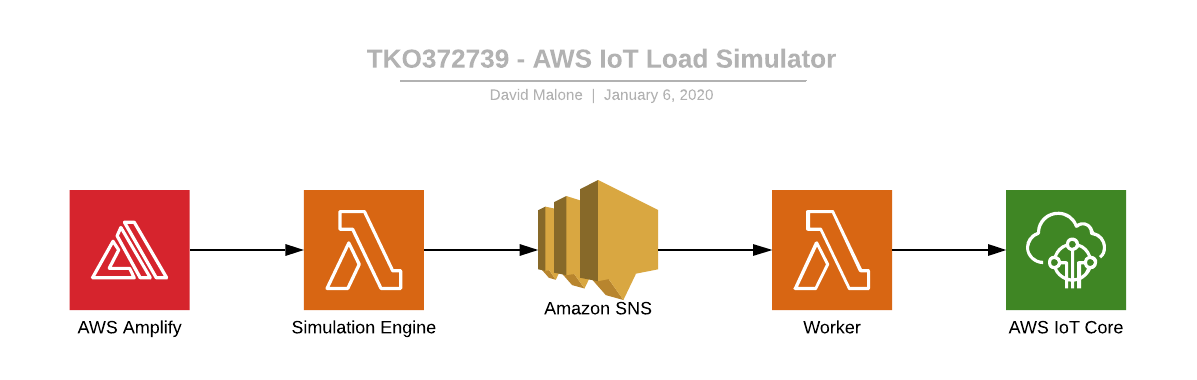 TKO372739 - AWS IoT Load Simulator
David Malone | January 6, 2020
AWS Amplify
Simulation Engine
Amazon SNS
Worker
AWS IoT Core